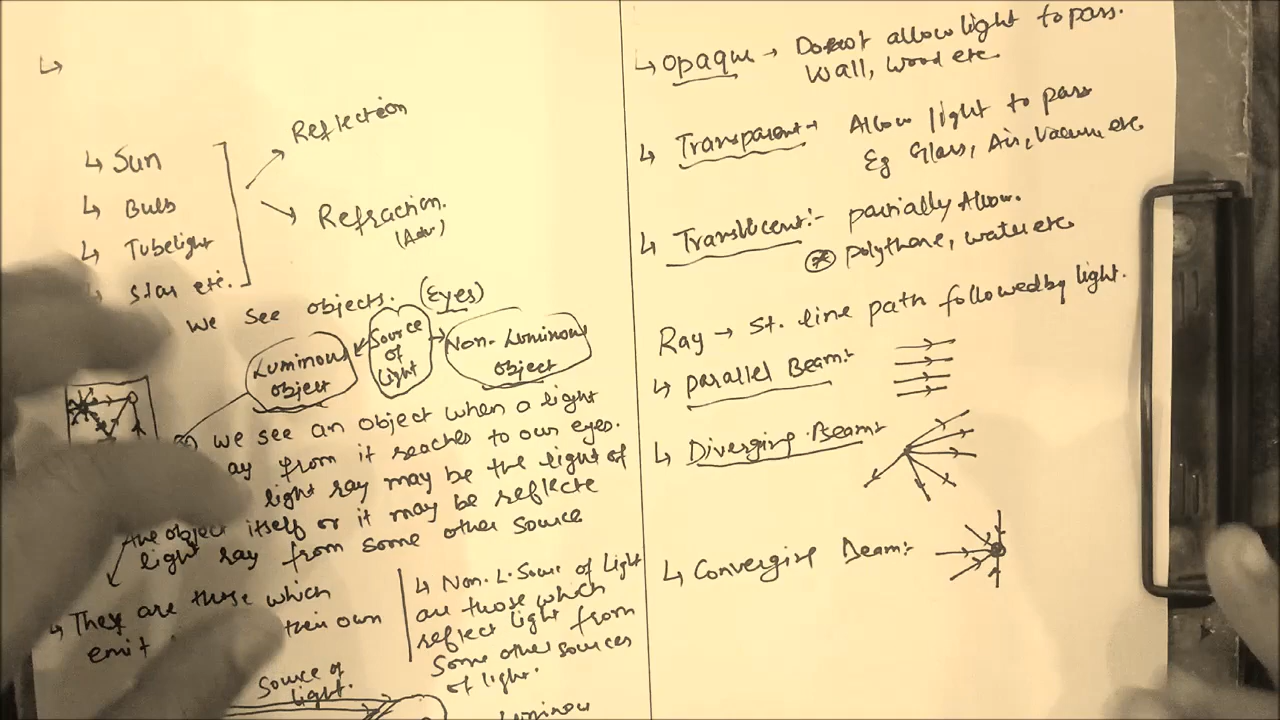 Reflection
Sun
Bulb
Refraction.
Tubelight
Star etc.
We see objects. (Eyes)
Luminous object
Source of light
Non-Luminous object
we see an object when a light
ay from it reaches to our eyes.
light ray may be the light of
the object itself or it may be reflecte
light ray from some other source
They are those which
emit their own
Source of
light.
Non. L. Source of light
are those which
reflect light from
Some other sources
of light.
Luminou
Opaque → Do not allow light to pass.
Wall, wood etc.
Transparent → Allow light to pass
Eg Glass, Air, Vacuum etc
Translucent:- partially Allow.
polythene, water etc
Ray → St. line path followed by light.
parallel Beam:
Diverging Beam:
Converging Beam: